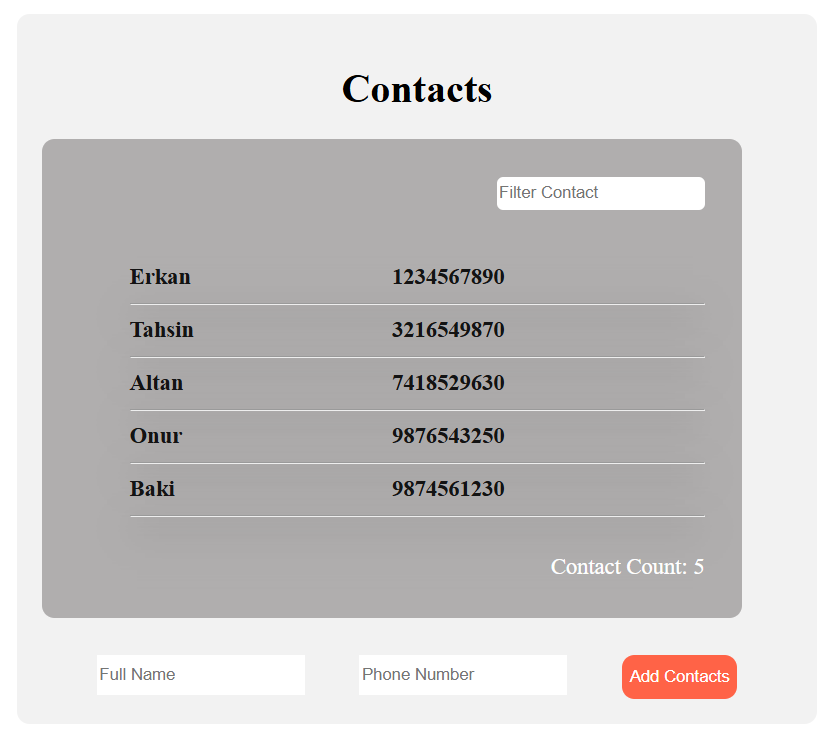 Contacts
Filter Contact
Erkan 1234567890
Tahsin 3216549870
Altan 7418529630
Onur 9876543250
Baki 9874561230
Contact Count: 5
Full Name Phone Number Add Contacts